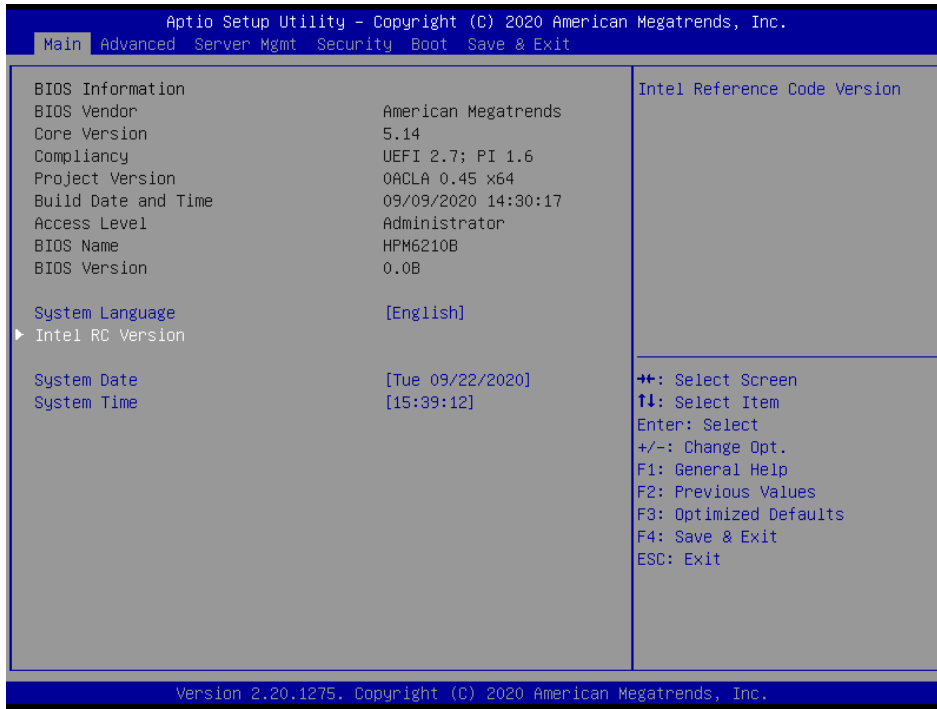 Aptio Setup Utility – Copyright (C) 2020 American Megatrends, Inc.
Main Advanced Server Mgmt Security Boot Save & Exit
BIOS Information
BIOS Vendor American Megatrends
Core Version 5.14
Compliancy UEFI 2.7; PI 1.6
Project Version 0ACLA 0.45 x64
Build Date and Time 09/09/2020 14:30:17
Access Level Administrator
BIOS Name HPM6210B
BIOS Version 0.0B
System Language [English]
Intel RC Version
System Date [Tue 09/22/2020]
System Time [15:39:12]
Intel Reference Code Version
→←: Select Screen
↑↓: Select Item
Enter: Select
+/-: Change Opt.
F1: General Help
F2: Previous Values
F3: Optimized Defaults
F4: Save & Exit
ESC: Exit
Version 2.20.1275. Copyright (C) 2020 American Megatrends, Inc.